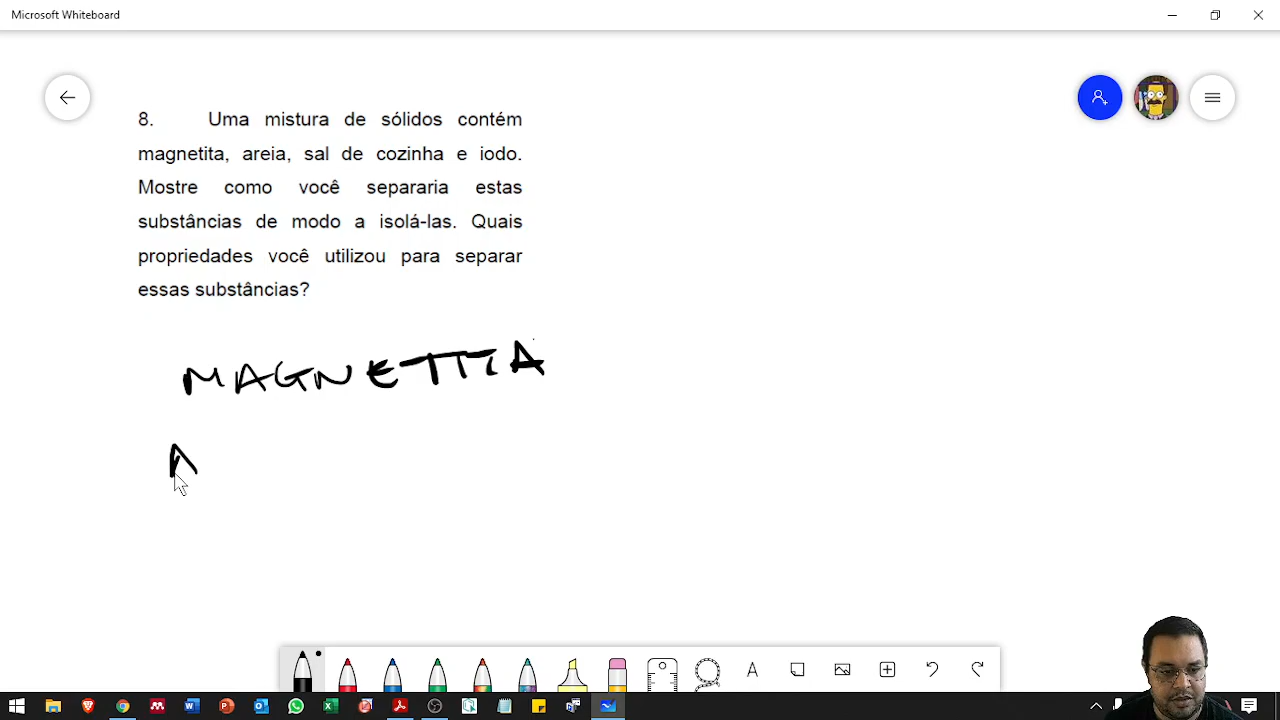 Microsoft Whiteboard
8. Uma mistura de sólidos contém
magnetita, areia, sal de cozinha e iodo.
Mostre como você separaria estas
substâncias de modo a isolá-las. Quais
propriedades você utilizou para separar
essas substâncias?
MAGNETITA
A